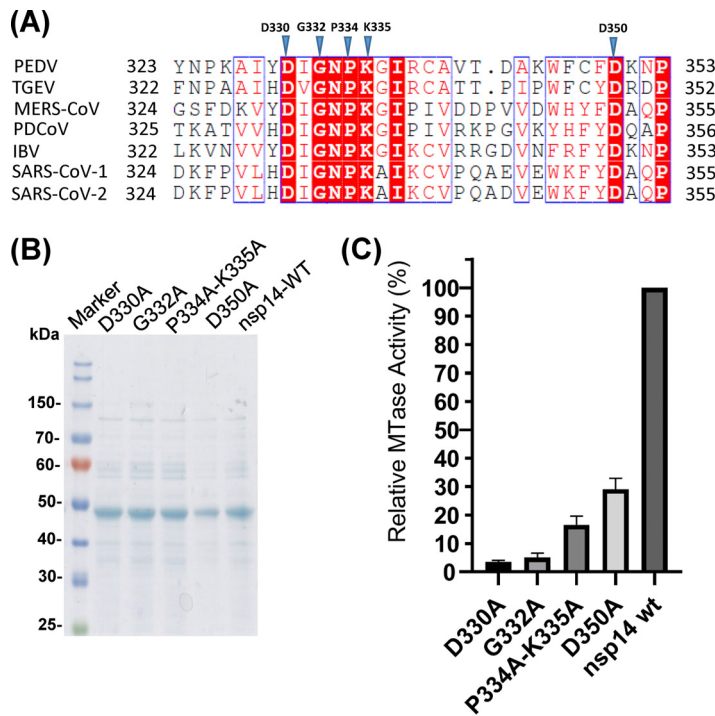 (A)
D330 G332 P334 K335 D350
PEDV 323 YNPKAIYDIGNPKGIRCAVT.DAKWFCFDKNP 353
TGEV 322 FNPAAIHDVGNPKGIRCATT.PIPWFCYDRDP 352
MERS-CoV 324 GSFDKVYDIGNPKGIPIVDDPVVDWHYFDAQP 355
PDCoV 325 TKATVVHDIGNPKGIPIVRKPGVKYHFYDQAP 356
IBV 322 LKVNVVYDIGNPKGIKCVRRGDVNFRFYDKNP 353
SARS-CoV-1 324 DKFPVLHDIGNPKAIKCVPQAEVEWKFYDAQP 355
SARS-CoV-2 324 DKFPVLHDIGNPKAIKCVPQADVEWKFYDAQP 355
(B)
Marker D330A G332A P334A-K335A D350A nsp14-WT
kDa
150-
70-
60-
50-
40-
30-
25-
(C)
Relative MTase Activity (%)
100
80
60
50
40
30
20
10
0
D330A G332A P334A-K335A D350A nsp14 wt